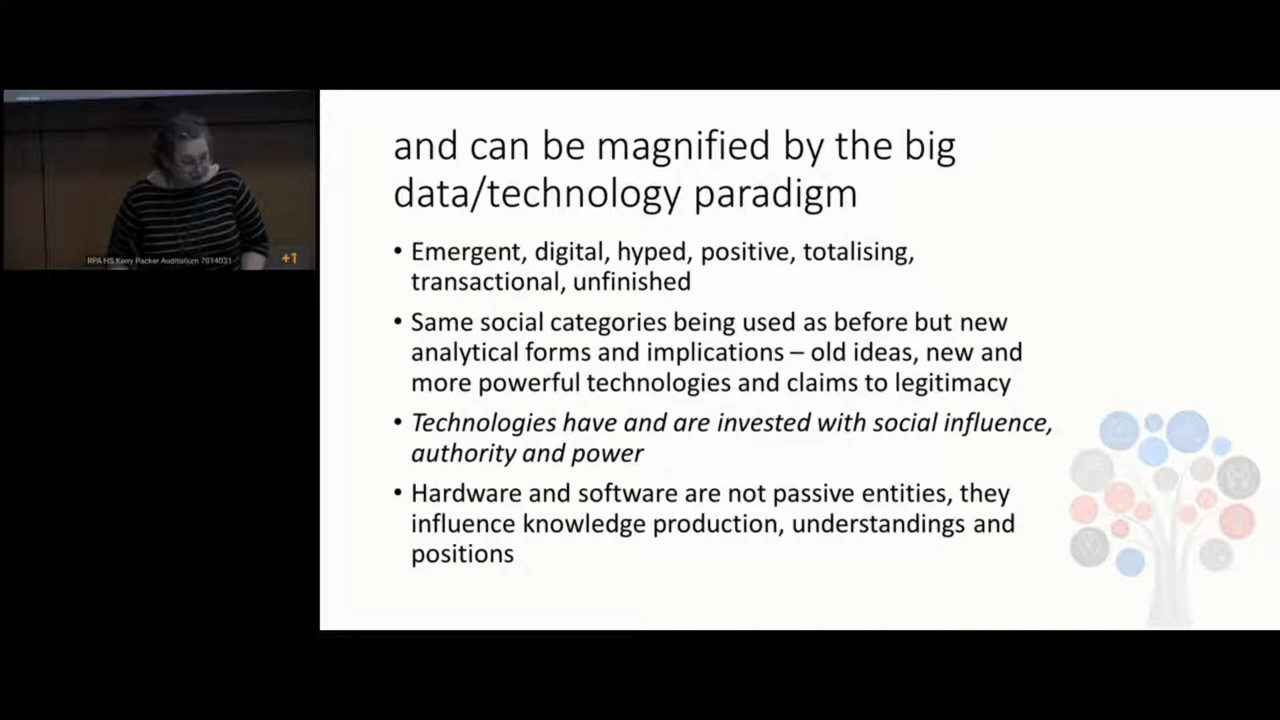 and can be magnified by the big
data/technology paradigm
• Emergent, digital, hyped, positive, totalising,
transactional, unfinished
• Same social categories being used as before but new
analytical forms and implications – old ideas, new and
more powerful technologies and claims to legitimacy
• Technologies have and are invested with social influence,
authority and power
• Hardware and software are not passive entities, they
influence knowledge production, understandings and
positions
RPA HS Kerry Packer Auditorium 7014031
+1